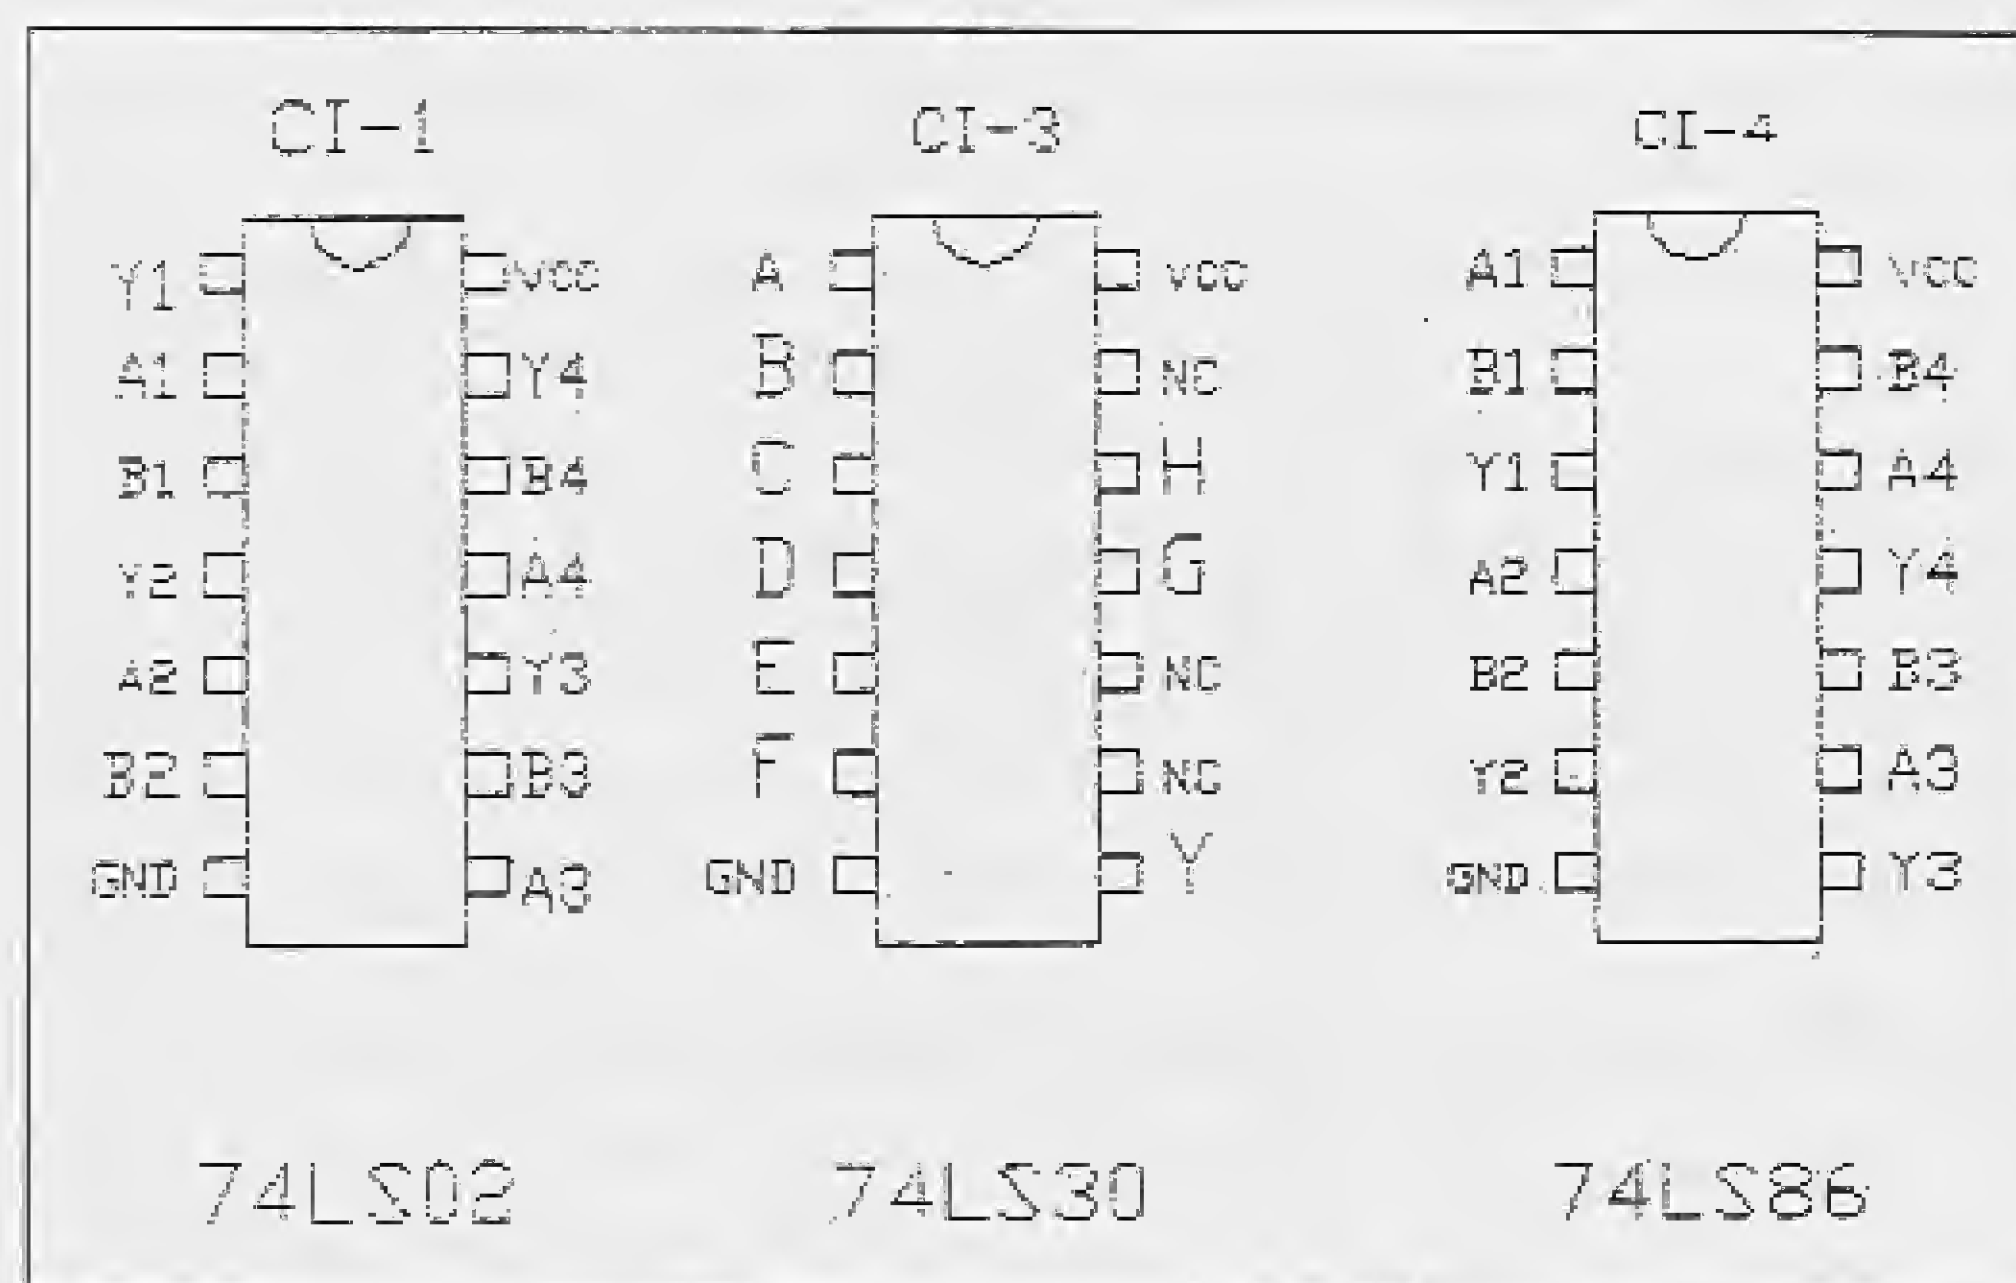 CI-1 CI-3 CI-4
Y1 VCC A VCC A1 VCC
A1 Y4 B NC B1 B4
B1 B4 C H Y1 A4
Y2 A4 D G A2 Y4
A2 Y3 E NC B2 B3
B2 B3 F NC Y2 A3
GND A3 GND Y GND Y3
74LS02 74LS30 74LS86